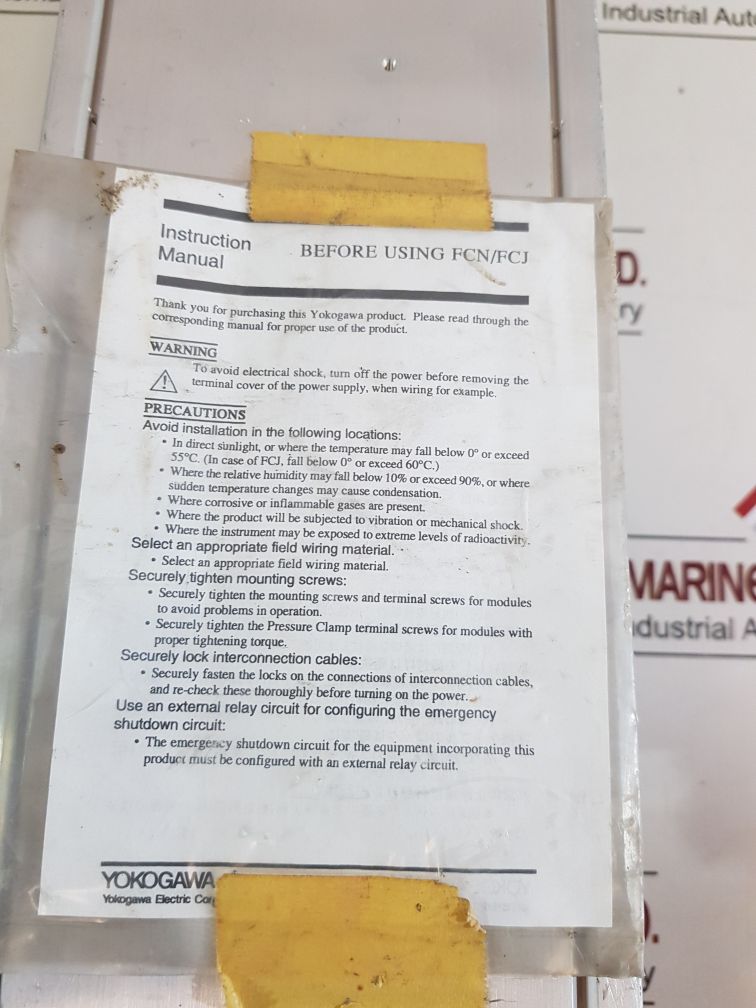 Industrial Aut
Instruction
Manual
BEFORE USING FCN/FCJ
Thank you for purchasing this Yokogawa product. Please read through the
corresponding manual for proper use of the product.
WARNING
To avoid electrical shock, turn off the power before removing the
terminal cover of the power supply, when wiring for example.
PRECAUTIONS
Avoid installation in the following locations:
• In direct sunlight, or where the temperature may fall below 0° or exceed
55°C. (In case of FCJ, fall below 0° or exceed 60°C.)
• Where the relative humidity may fall below 10% or exceed 90%, or where
sudden temperature changes may cause condensation.
• Where corrosive or inflammable gases are present.
• Where the product will be subjected to vibration or mechanical shock.
• Where the instrument may be exposed to extreme levels of radioactivity.
Select an appropriate field wiring material.
• Select an appropriate field wiring material.
Securely tighten mounting screws:
• Securely tighten the mounting screws and terminal screws for modules
to avoid problems in operation.
• Securely tighten the Pressure Clamp terminal screws for modules with
proper tightening torque.
Securely lock interconnection cables:
• Securely fasten the locks on the connections of interconnection cables,
and re-check these thoroughly before turning on the power.
Use an external relay circuit for configuring the emergency
shutdown circuit:
• The emergency shutdown circuit for the equipment incorporating this
product must be configured with an external relay circuit.
YOKOGAWA
Yokogawa Electric Cor
D.
ry
MARINE
dustrial A
.
y